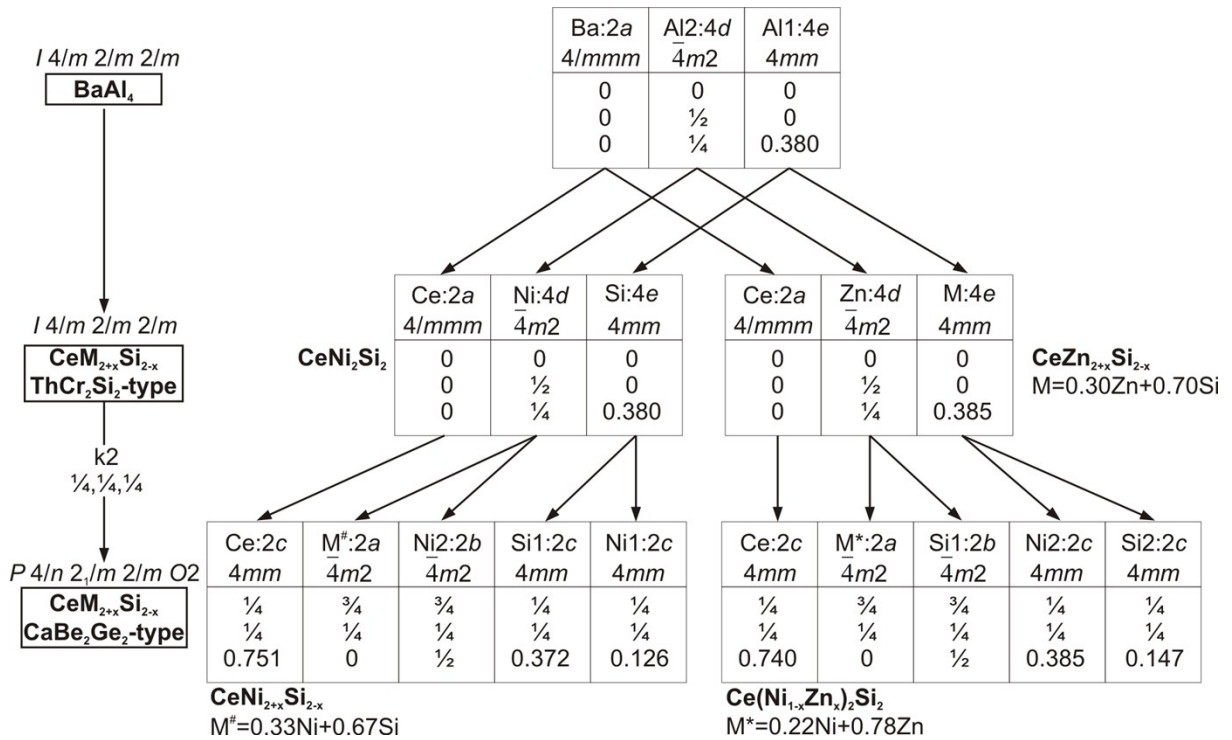 Ba:2a Al2:4d Al1:4e
4/mmm 4̅m2 4mm
0 0 0
0 ½ 0
0 ¼ 0.380
I 4/m 2/m 2/m
BaAl₄
Ce:2a Ni:4d Si:4e
4/mmm 4̅m2 4mm
0 0 0
0 ½ 0
0 ¼ 0.380
CeNi₂Si₂
Ce:2a Zn:4d M:4e
4/mmm 4̅m2 4mm
0 0 0
0 ½ 0
0 ¼ 0.385
CeZn₂₊ₓSi₂₋ₓ
M=0.30Zn+0.70Si
I 4/m 2/m 2/m
CeM₂₊ₓSi₂₋ₓ
ThCr₂Si₂-type
k2
¼,¼,¼
P 4/n 2₁/m 2/m O2
CeM₂₊ₓSi₂₋ₓ
CaBe₂Ge₂-type
Ce:2c M#:2a Ni2:2b Si1:2c Ni1:2c
4mm 4̅m2 4̅m2 4mm 4mm
¼ ¾ ¾ ¼ ¼
¼ ¼ ¼ ¼ ¼
0.751 0 ½ 0.372 0.126
CeNi₂₊ₓSi₂₋ₓ
M#=0.33Ni+0.67Si
Ce:2c M*:2a Si1:2b Ni2:2c Si2:2c
4mm 4̅m2 4̅m2 4mm 4mm
¼ ¾ ¾ ¼ ¼
¼ ¼ ¼ ¼ ¼
0.740 0 ½ 0.385 0.147
Ce(Ni₁₋ₓZnₓ)₂Si₂
M*=0.22Ni+0.78Zn